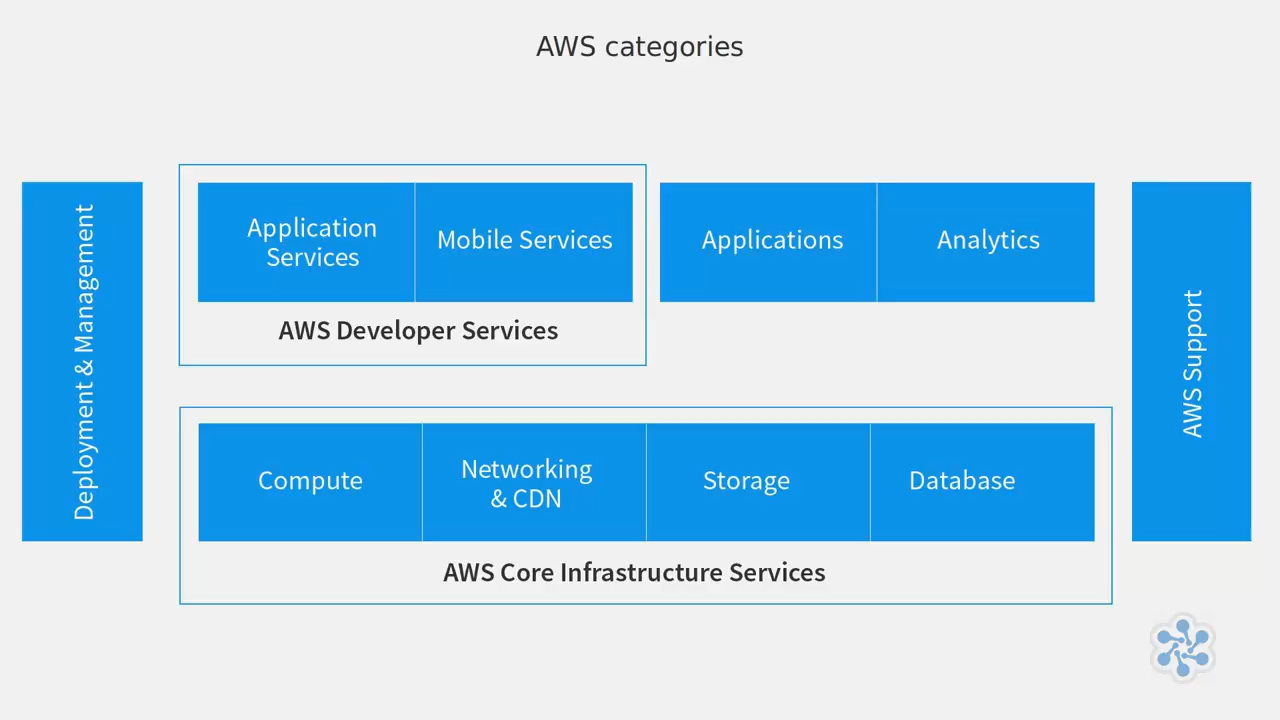 AWS categories
Deployment & Management
Application
Services
Mobile Services
AWS Developer Services
Applications
Analytics
Compute
Networking
& CDN
Storage
Database
AWS Core Infrastructure Services
AWS Support